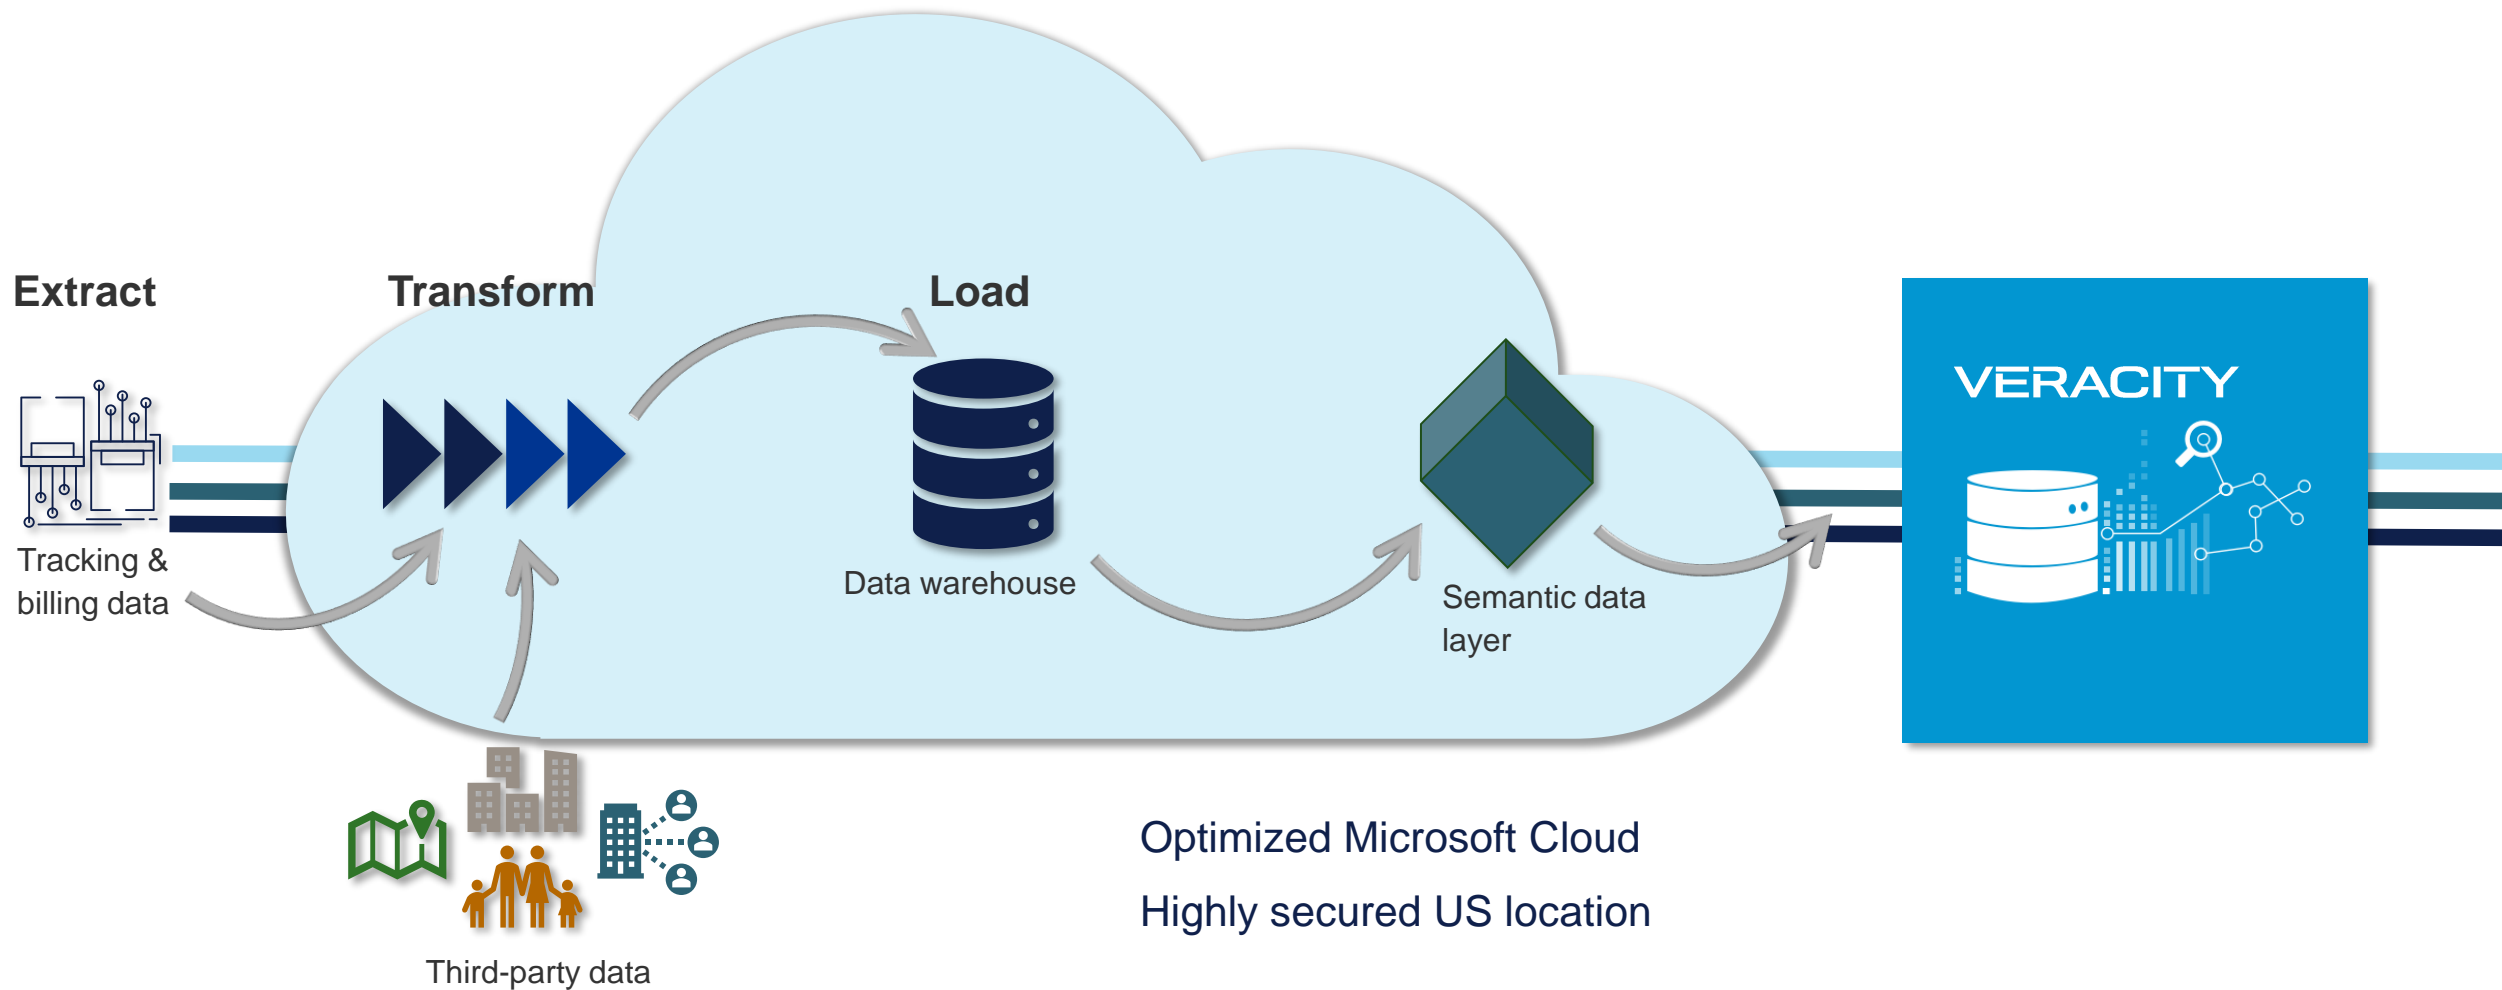 Extract
Transform
Load
VERACITY
Tracking &
billing data
Data warehouse
Semantic data
layer
Optimized Microsoft Cloud
Highly secured US location
Third-party data